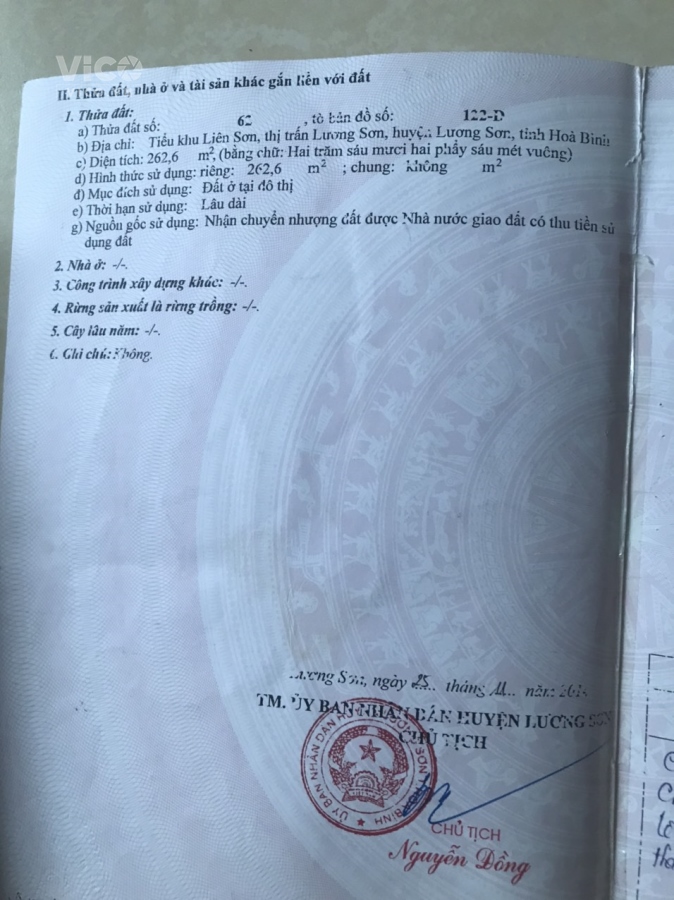 ViCO
II. Thửa đất, nhà ở và tài sản khác gắn liền với đất
1. Thửa đất:
a) Thửa đất số: 62 , tờ bản đồ số: 122-D
b) Địa chỉ: Tiểu khu Liên Sơn, thị trấn Lương Sơn, huyện Lương Sơn, tỉnh Hoà Bình
c) Diện tích: 262,6 m², (bằng chữ: Hai trăm sáu mươi hai phẩy sáu mét vuông)
d) Hình thức sử dụng: riêng: 262,6 m² ; chung: không m²
đ) Mục đích sử dụng: Đất ở tại đô thị
e) Thời hạn sử dụng: Lâu dài
g) Nguồn gốc sử dụng: Nhận chuyển nhượng đất được Nhà nước giao đất có thu tiền sử
dụng đất
2. Nhà ở: -/-.
3. Công trình xây dựng khác: -/-.
4. Rừng sản xuất là rừng trồng: -/-.
5. Cây lâu năm: -/-.
6. Ghi chú: Không.
Lương Sơn, ngày 25 tháng 11 năm
TM. ỦY BAN NHÂN DÂN HUYỆN LƯƠNG SƠN
CHỦ TỊCH
CHỦ TỊCH
Nguyễn Đồng